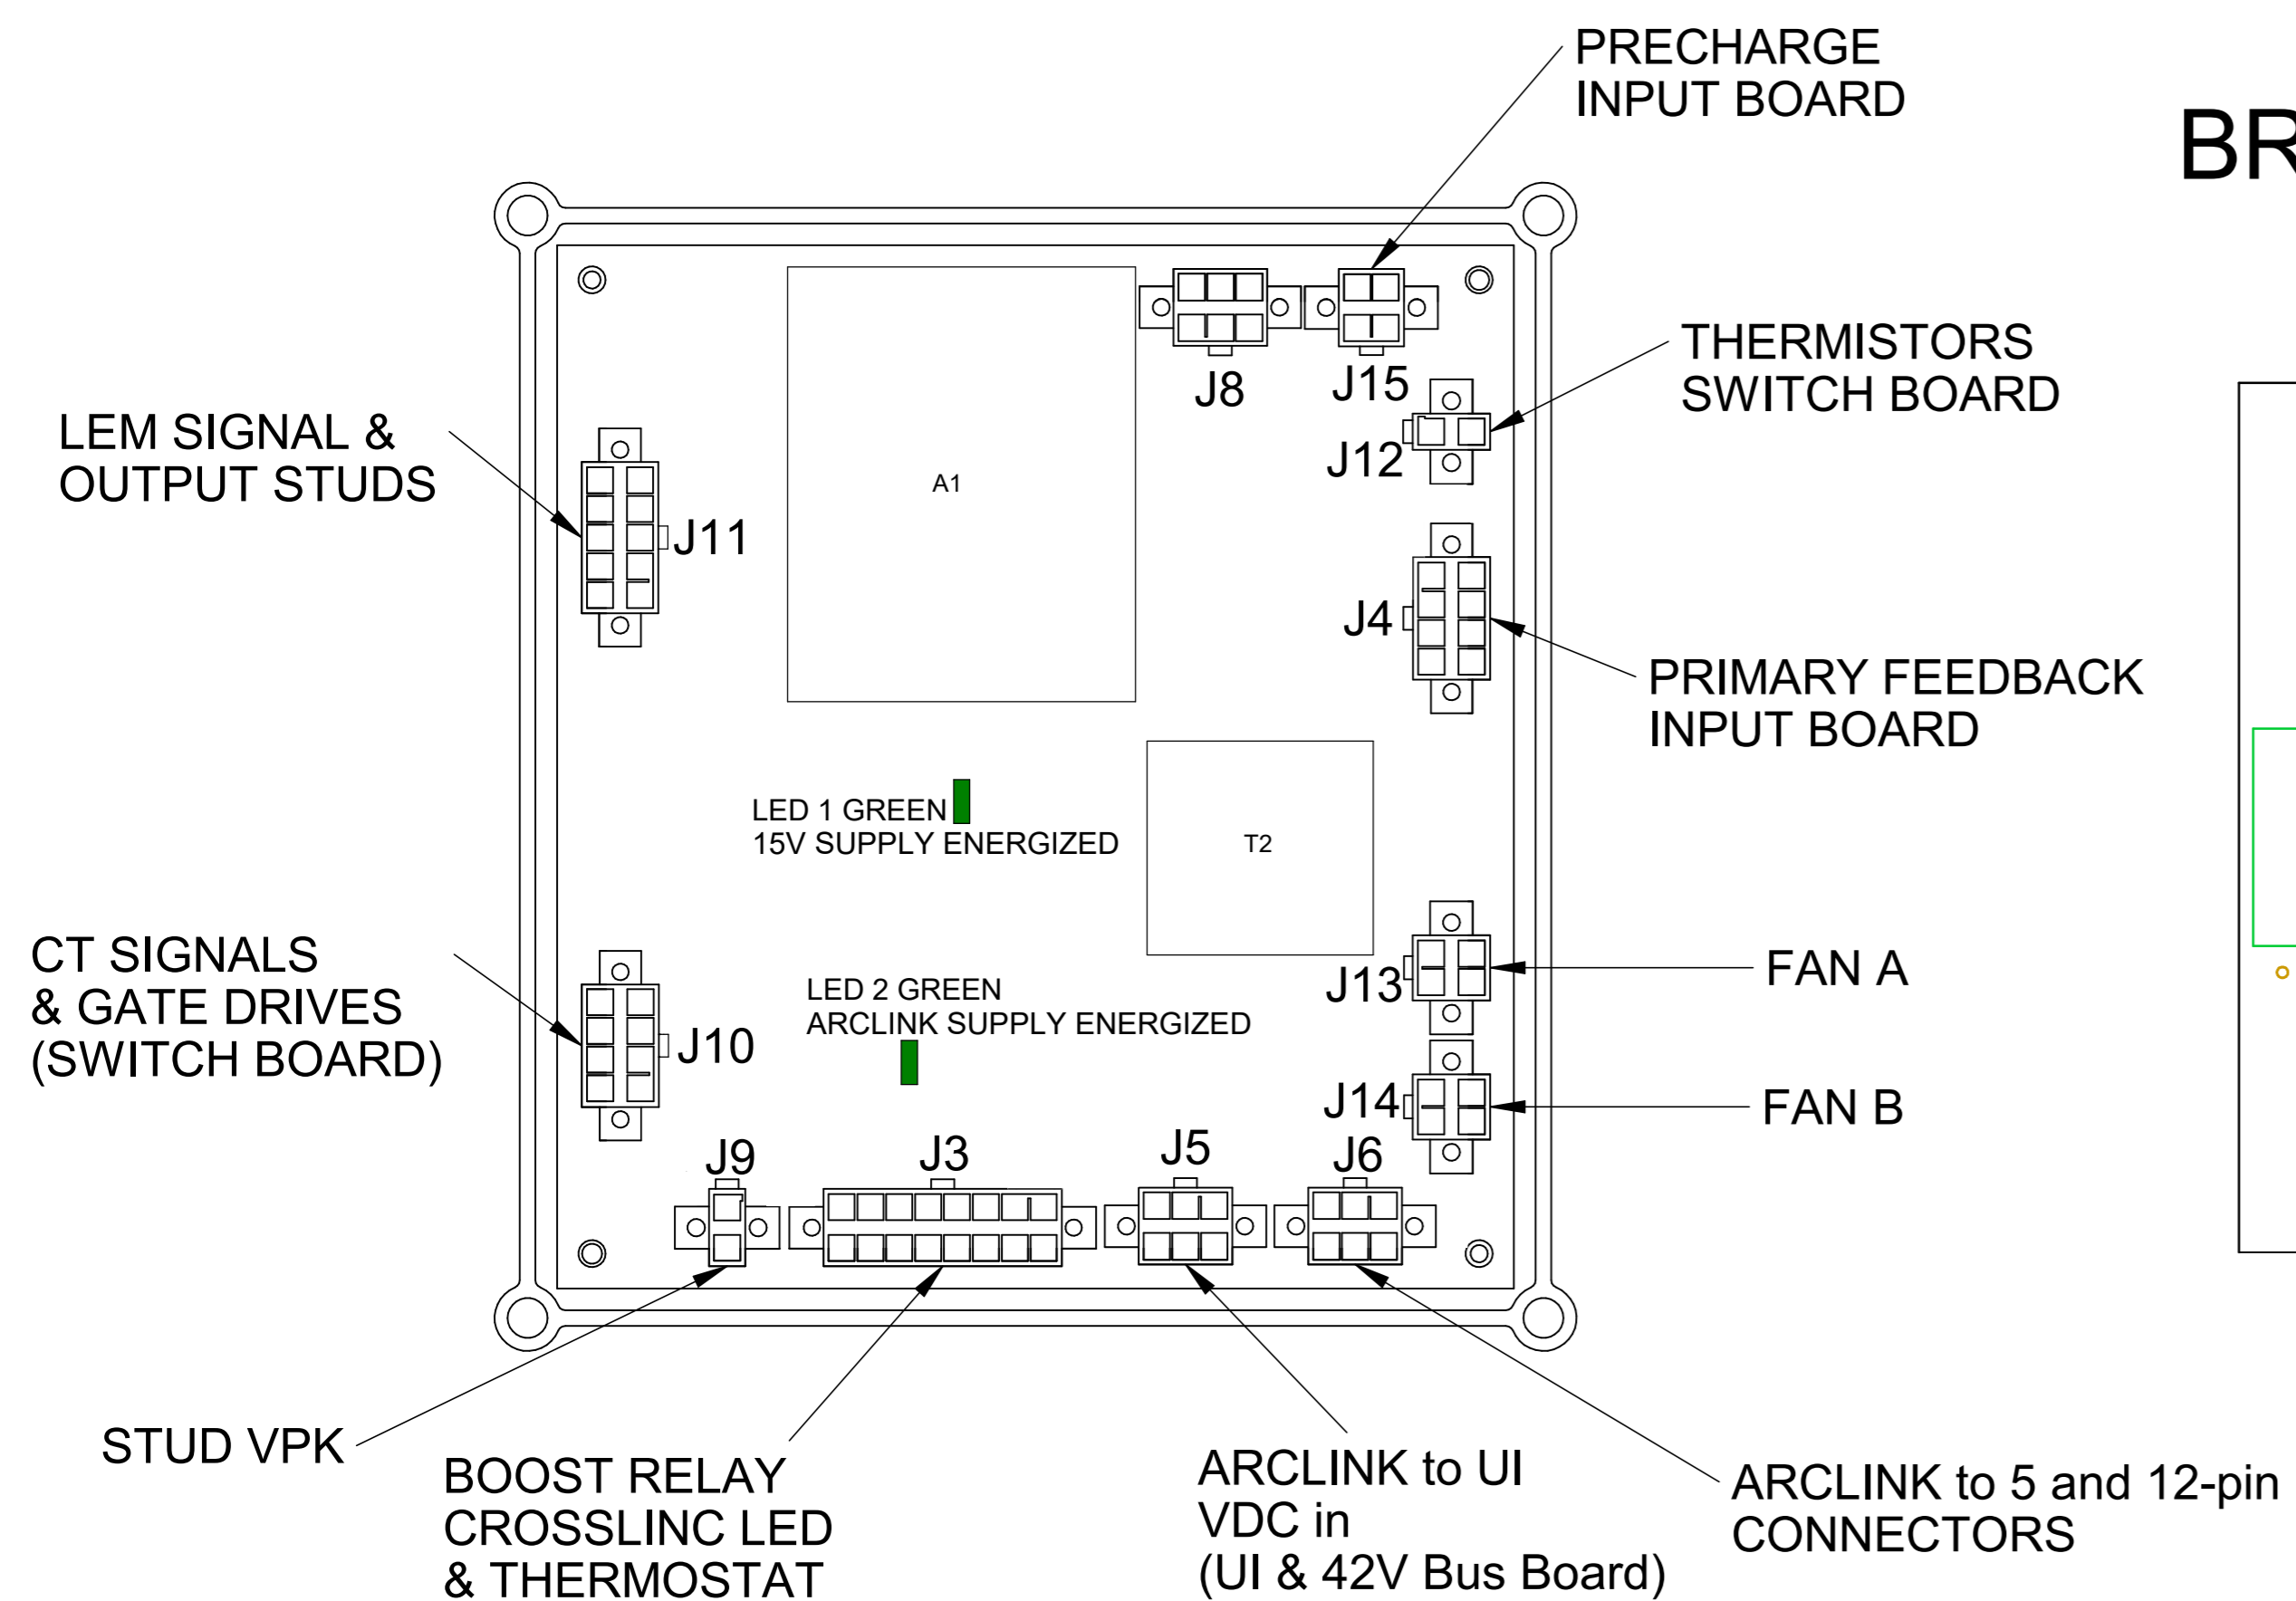 PRECHARGE
INPUT BOARD
BR
THERMISTORS
SWITCH BOARD
J8
J15
J12
LEM SIGNAL &
OUTPUT STUDS
A1
J11
J4
PRIMARY FEEDBACK
INPUT BOARD
LED 1 GREEN
15V SUPPLY ENERGIZED
T2
CT SIGNALS
& GATE DRIVES
(SWITCH BOARD)
J10
LED 2 GREEN
ARCLINK SUPPLY ENERGIZED
J13
FAN A
J14
FAN B
J9
J3
J5
J6
STUD VPK
BOOST RELAY
CROSSLINC LED
& THERMOSTAT
ARCLINK to UI
VDC in
(UI & 42V Bus Board)
ARCLINK to 5 and 12-pin
CONNECTORS